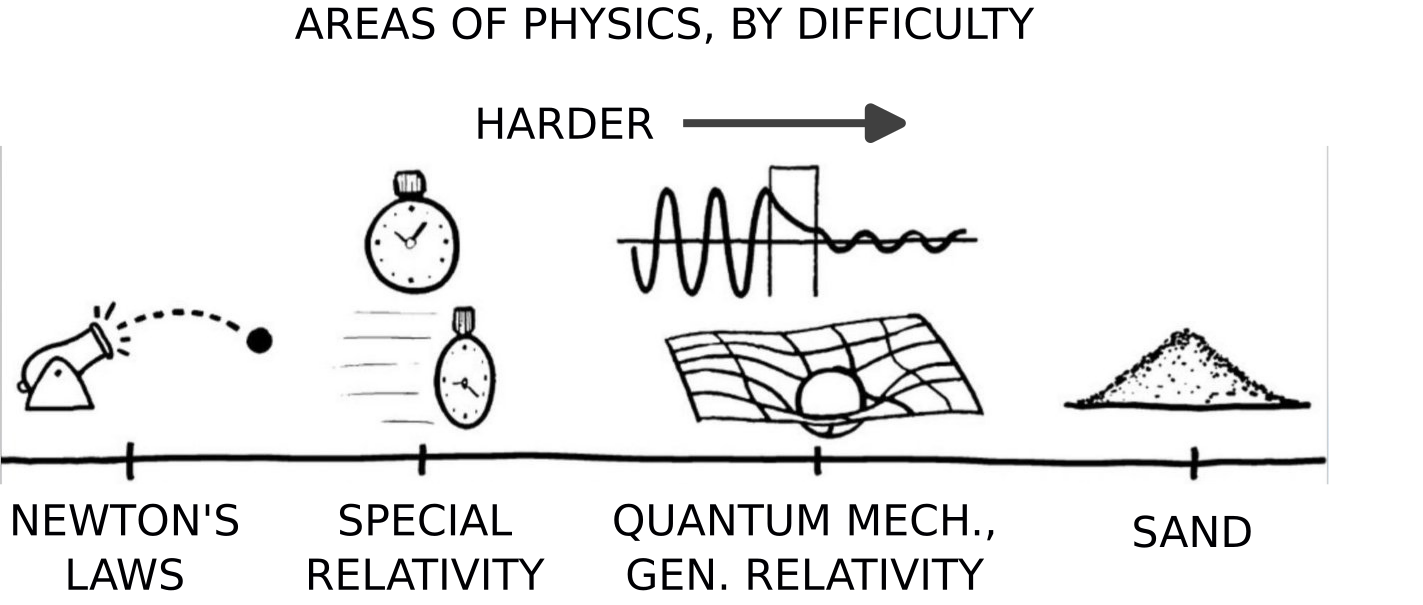 AREAS OF PHYSICS, BY DIFFICULTY
HARDER
NEWTON'S
LAWS
SPECIAL
RELATIVITY
QUANTUM MECH.,
GEN. RELATIVITY
SAND